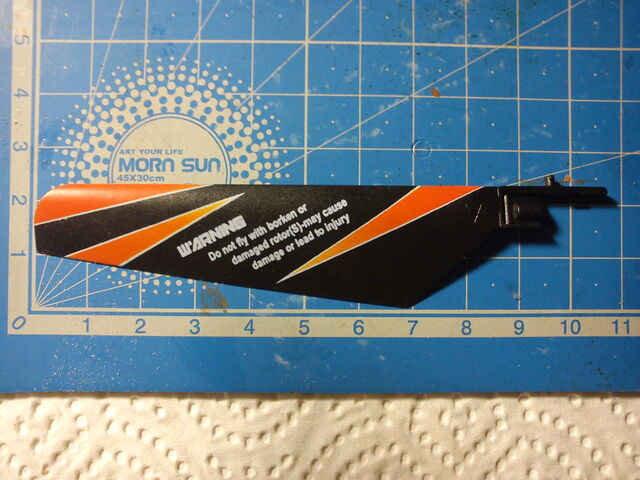 5
4
3
2
1
0
1 2 3 4 5 6 7 8 9 10 11
ART YOUR LIFE
MORN SUN
45X30cm
WARNING
Do not fly with borken or
damaged rotor(S)-may cause
damage or lead to injury